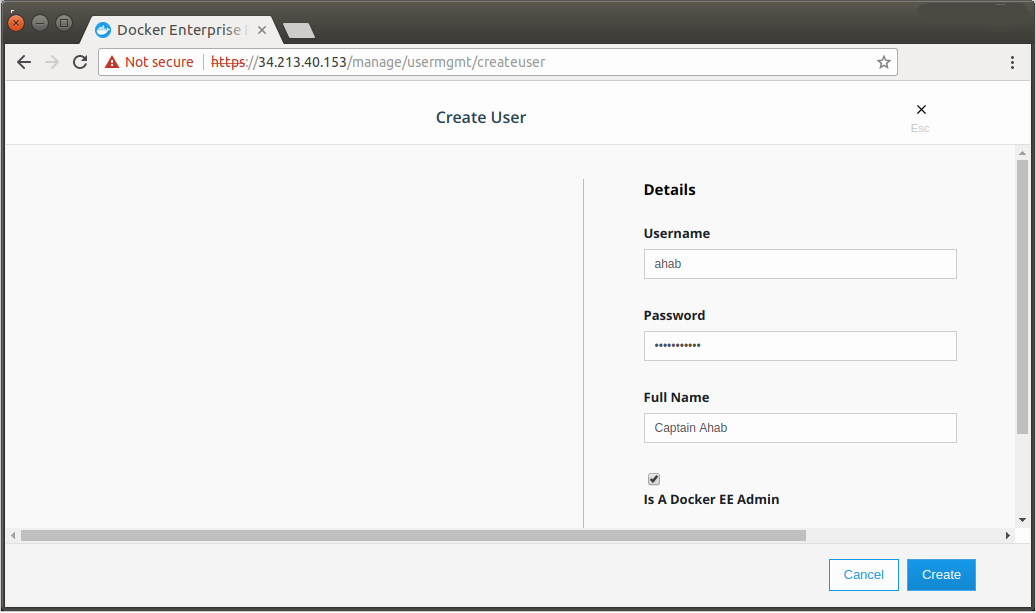 Docker Enterprise E
Not secure https://34.213.40.153/manage/usermgmt/createuser
Create User
Esc
Details
Username
ahab
Password
•••••••••••
Full Name
Captain Ahab
Is A Docker EE Admin
Cancel Create